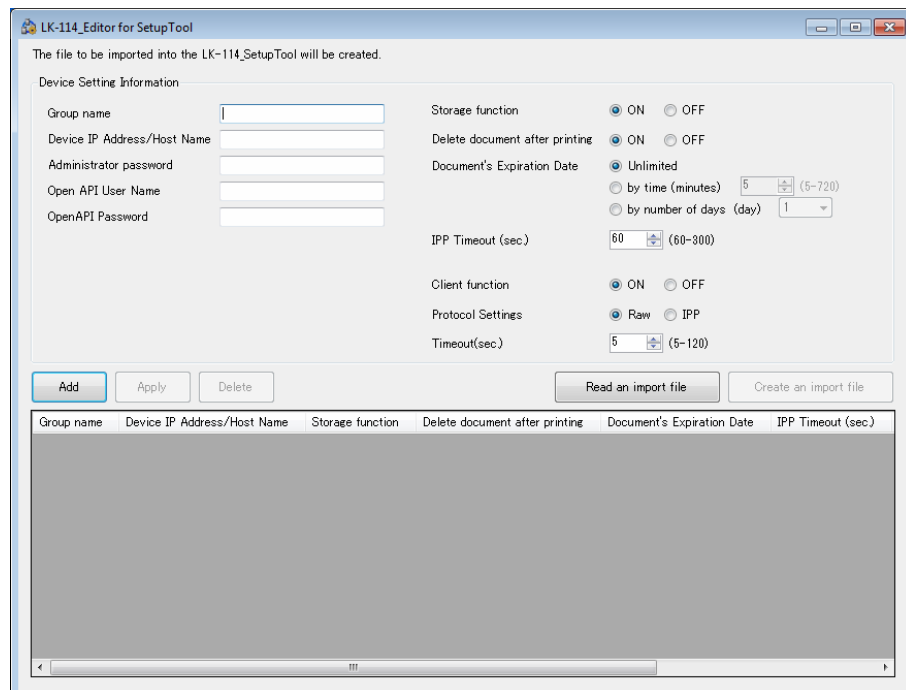 LK-114_Editor for SetupTool
The file to be imported into the LK-114_SetupTool will be created.
Device Setting Information
Group name
Device IP Address/Host Name
Administrator password
Open API User Name
OpenAPI Password
Storage function ON OFF
Delete document after printing ON OFF
Document's Expiration Date Unlimited
by time (minutes) 5 (5-720)
by number of days (day) 1
IPP Timeout (sec.) 60 (60-300)
Client function ON OFF
Protocol Settings Raw IPP
Timeout(sec.) 5 (5-120)
Add Apply Delete Read an import file Create an import file
Group name Device IP Address/Host Name Storage function Delete document after printing Document's Expiration Date IPP Timeout (sec.)